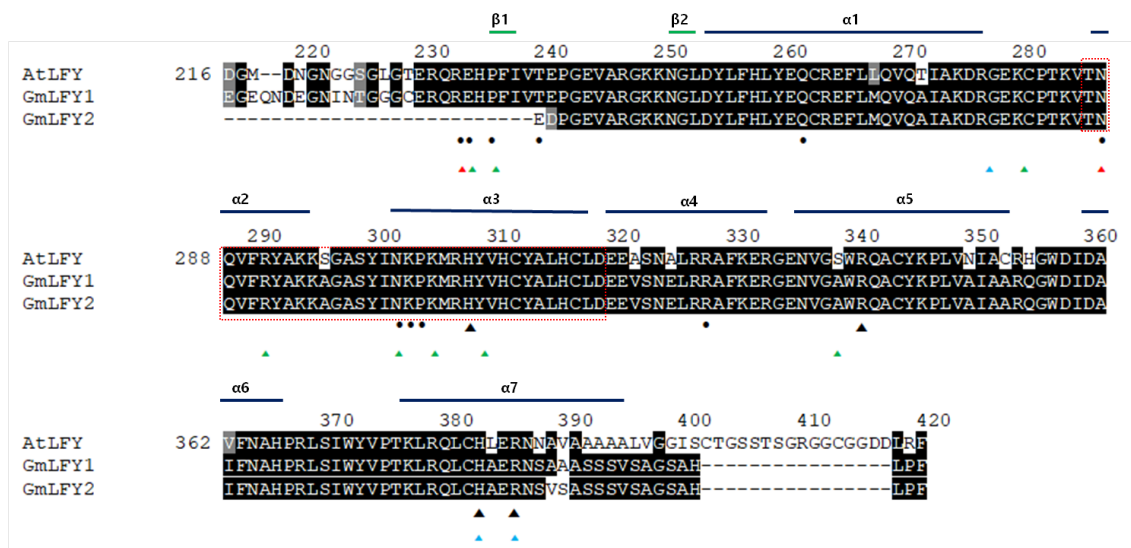 β1 β2 α1
220 230 240 250 260 270 280
AtLFY 216 DGM--DNGNGGSGLGTERQREHPFIVTEPGEVARGKKNGLDYLFHLYEQCREFLLQVQTIAKDRGEKCPTKVTN
GmLFY1 EGEQNDEGNINTGGGCERQREHPFIVTEPGEVARGKKNGLDYLFHLYEQCREFLMQVQAIAKDRGEKCPTKVTN
GmLFY2 --------------------------EDPGEVARGKKNGLDYLFHLYEQCREFLMQVQAIAKDRGEKCPTKVTN
α2 α3 α4 α5
290 300 310 320 330 340 350 360
AtLFY 288 QVFRYAKKSGASYINKPKMRHYVHCYALHCLDEEASNALRRAFKERGENVGSWRQACYKPLVNIACRHGWDIDA
GmLFY1 QVFRYAKKAGASYINKPKMRHYVHCYALHCLDEEVSNELRRAFKERGENVGAWRQACYKPLVAIAARQGWDIDA
GmLFY2 QVFRYAKKAGASYINKPKMRHYVHCYALHCLDEEVSNELRRAFKERGENVGAWRQACYKPLVAIAARQGWDIDA
α6 α7
370 380 390 400 410 420
AtLFY 362 VFNAHPRLSIWYVPTKLRQLCHLERNNAVAAAAALVGGISCTGSSTSGRGGCGGDDLRF
GmLFY1 IFNAHPRLSIWYVPTKLRQLCHAERNSAAASSSVSAGSAH----------------LPF
GmLFY2 IFNAHPRLSIWYVPTKLRQLCHAERNSVSASSSVSAGSAH----------------LPF